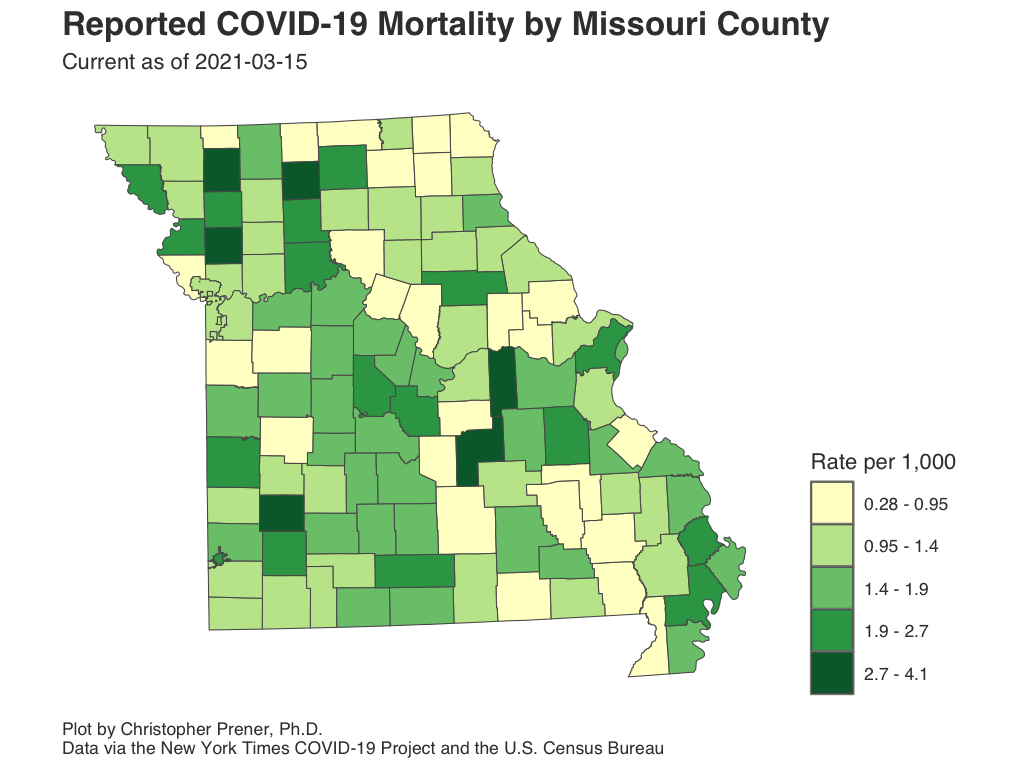 Reported COVID-19 Mortality by Missouri County
Current as of 2021-03-15
Rate per 1,000
0.28 - 0.95
0.95 - 1.4
1.4 - 1.9
1.9 - 2.7
2.7 - 4.1
Plot by Christopher Prener, Ph.D.
Data via the New York Times COVID-19 Project and the U.S. Census Bureau